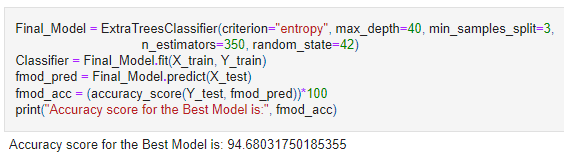 Final_Model = ExtraTreesClassifier(criterion="entropy", max_depth=40, min_samples_split=3,
n_estimators=350, random_state=42)
Classifier = Final_Model.fit(X_train, Y_train)
fmod_pred = Final_Model.predict(X_test)
fmod_acc = (accuracy_score(Y_test, fmod_pred))*100
print("Accuracy score for the Best Model is:", fmod_acc)
Accuracy score for the Best Model is: 94.68031750185355